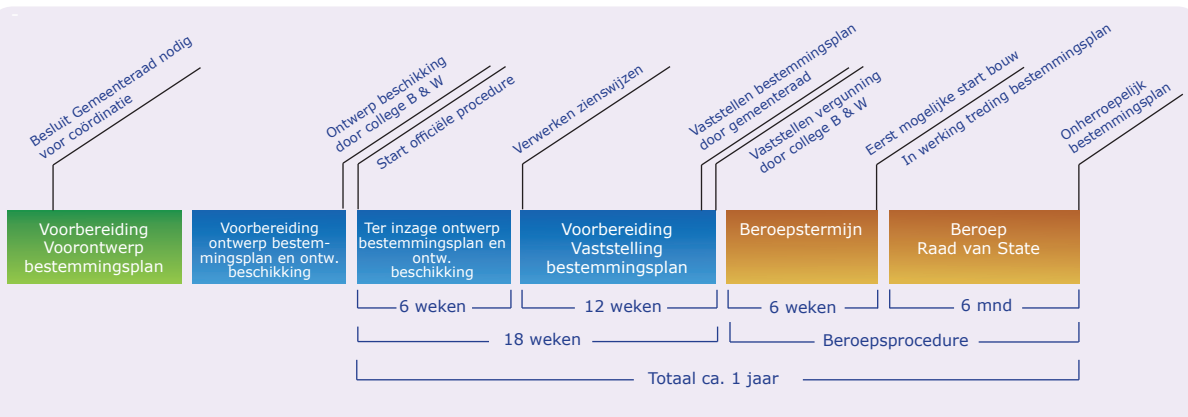 Besluit Gemeenteraad nodig
voor coördinatie
Ontwerp beschikking
door college B & W
Start officiële procedure
Verwerken zienswijzen
Vaststellen bestemmingsplan
door gemeenteraad
Vaststellen vergunning
door college B & W
Eerst mogelijke start bouw
In werking treding bestemmingsplan
Onherroepelijk
bestemmingsplan
Voorbereiding
Voorontwerp
bestemmingsplan
Voorbereiding
ontwerp bestem-
mingsplan en ontw.
beschikking
Ter inzage ontwerp
bestemmingsplan en
ontw.
beschikking
Voorbereiding
Vaststelling
bestemmingsplan
Beroepstermijn
Beroep
Raad van State
6 weken
12 weken
6 weken
6 mnd
18 weken
Beroepsprocedure
Totaal ca. 1 jaar